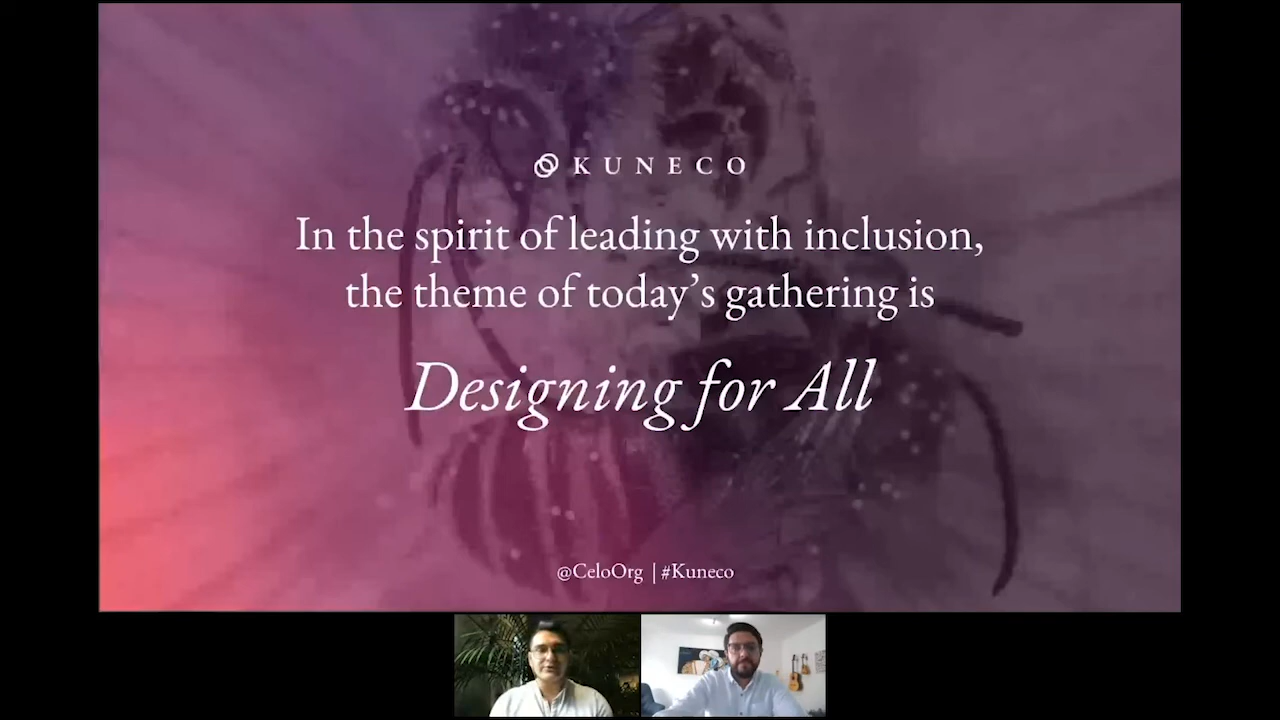 KUNECO
In the spirit of leading with inclusion,
the theme of today’s gathering is
Designing for All
@CeloOrg | #Kuneco